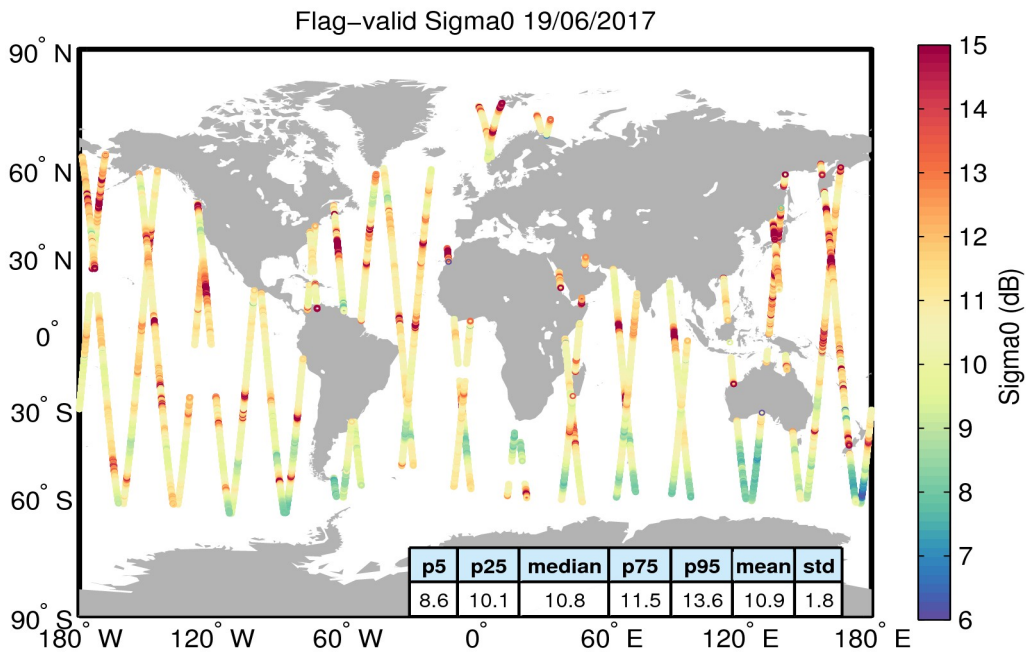 Flag−valid Sigma0 19/06/2017
90° N
60° N
30° N
0°
30° S
60° S
90° S
180° W
120° W
60° W
0°
60° E
120° E
180° E
p5 p25 median p75 p95 mean std
8.6 10.1 10.8 11.5 13.6 10.9 1.8
15
14
13
12
11
10
9
8
7
6
Sigma0 (dB)